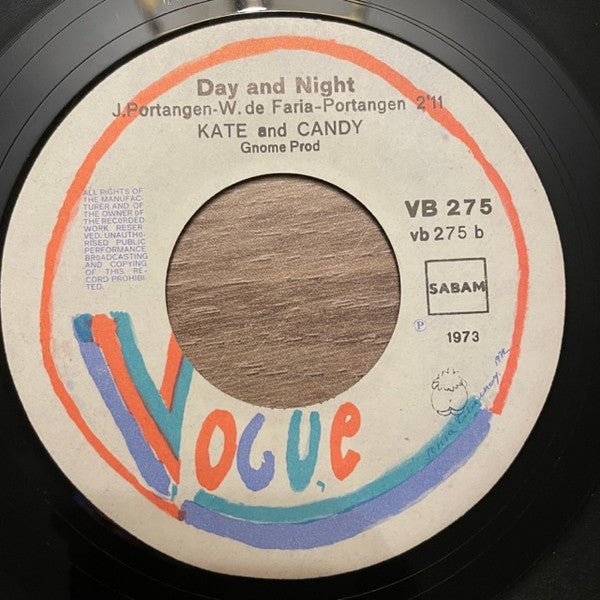 Day and Night
J.Portangen-W. de Faria-Portangen 2'11
KATE and CANDY
Gnome Prod
ALL RIGHTS OF
THE MANUFAC-
TURER AND OF
THE OWNER OF
THE RECORDED
WORK RESER
VED. UNAUTHO-
RISED PUBLIC
PERFORMANCE
BROADCASTING
AND COPYING
OF THIS RE-
CORD PROHIBI
TED.
VB 275
vb 275 b
SABAM
P 1973
VOGUE